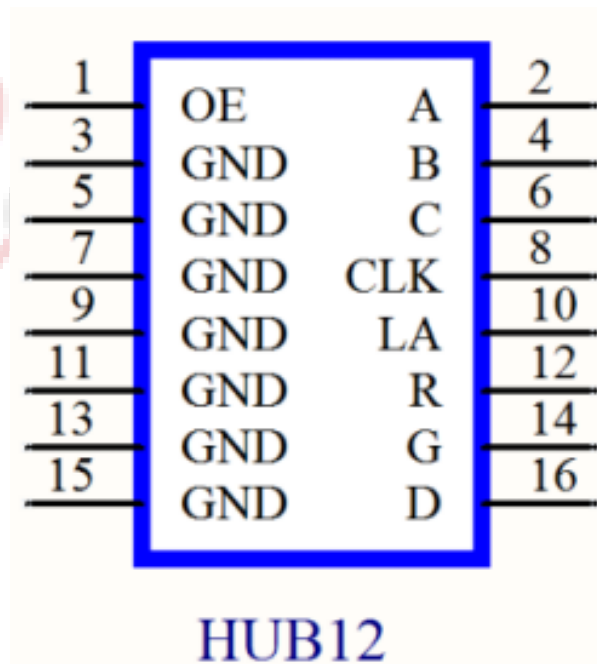 1 OE A 2
3 GND B 4
5 GND C 6
7 GND CLK 8
9 GND LA 10
11 GND R 12
13 GND G 14
15 GND D 16
HUB12